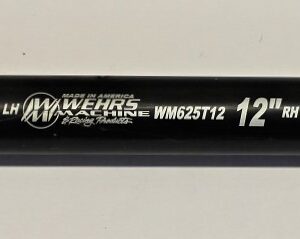 LH
MADE IN AMERICA
WEHRS
MACHINE
& Racing Products
WM625T12
12"
RH